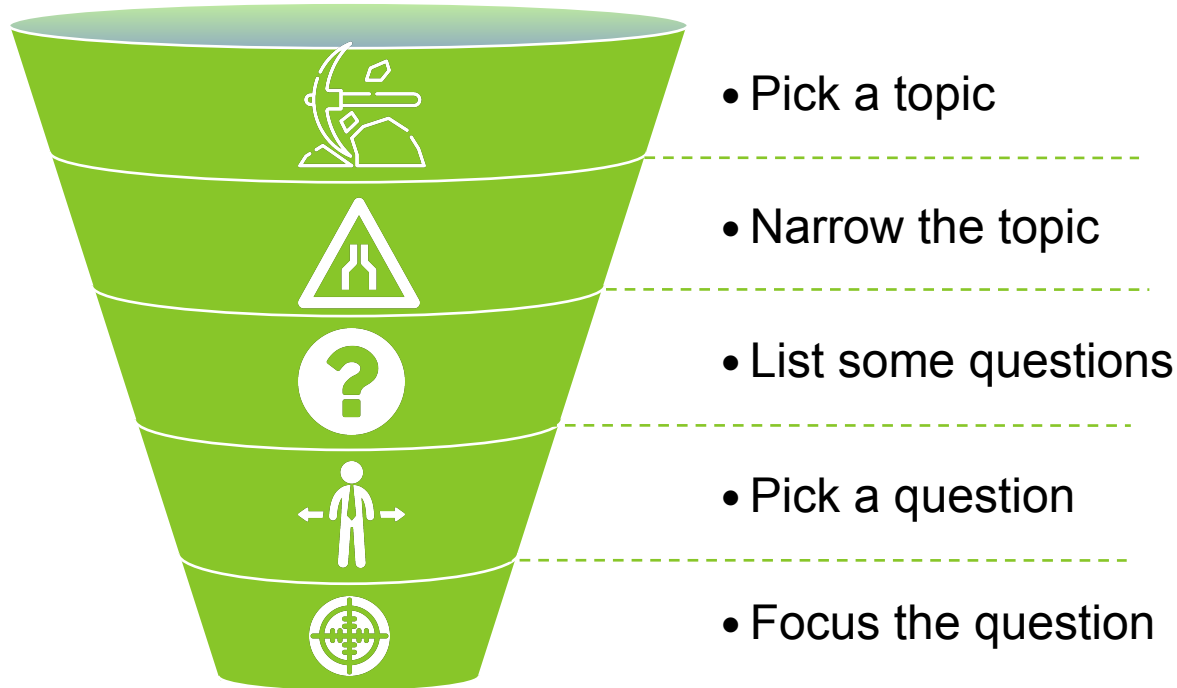 • Pick a topic
• Narrow the topic
• List some questions
• Pick a question
• Focus the question